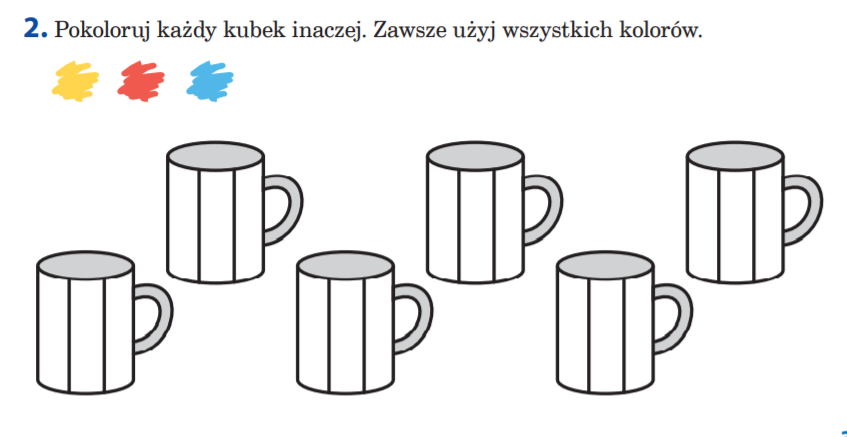 2. Pokoloruj każdy kubek inaczej. Zawsze użyj wszystkich kolorów.